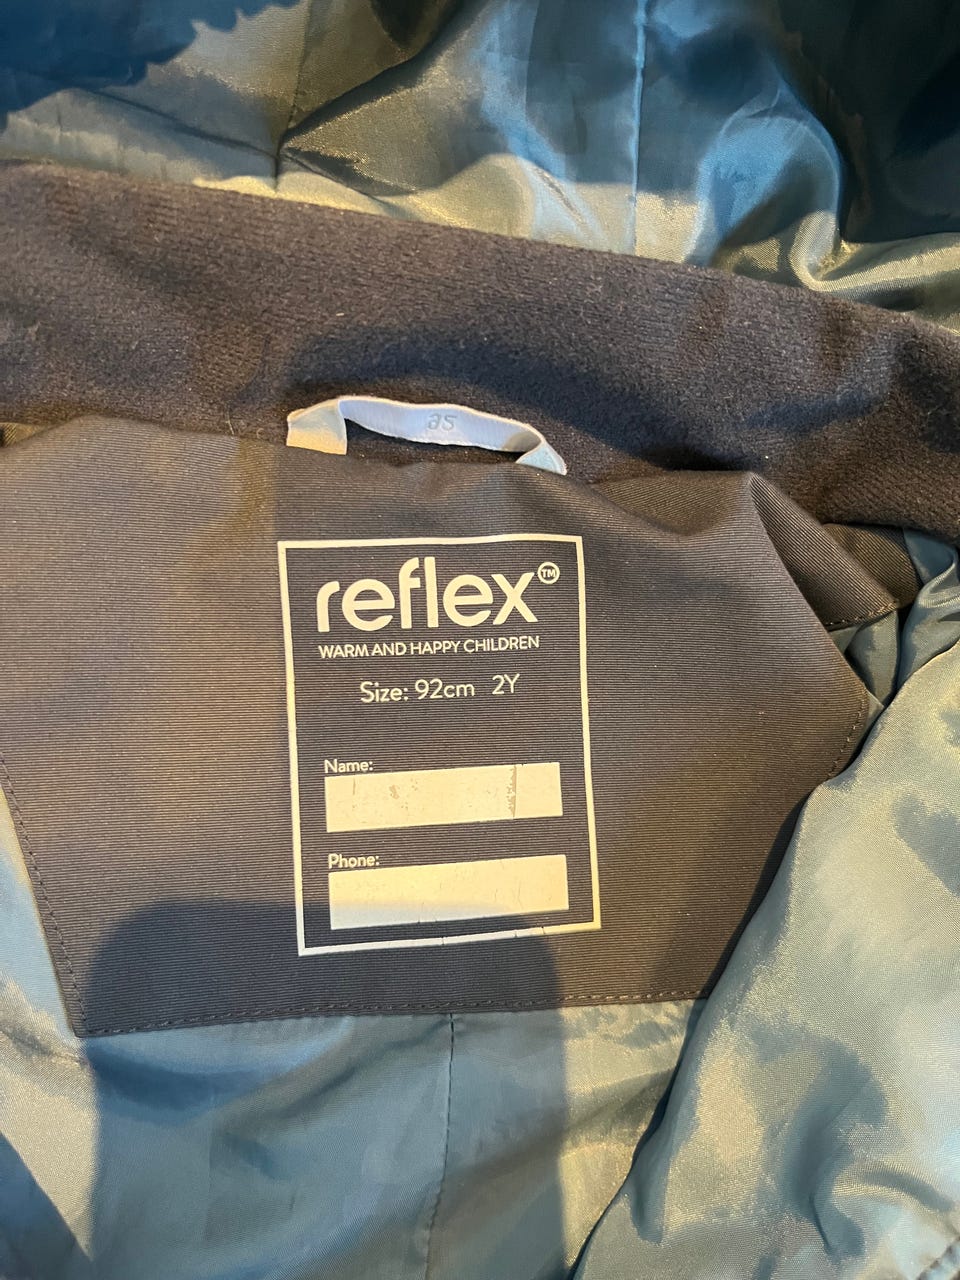 reflex™
WARM AND HAPPY CHILDREN
Size: 92cm 2Y
Name:
Phone: